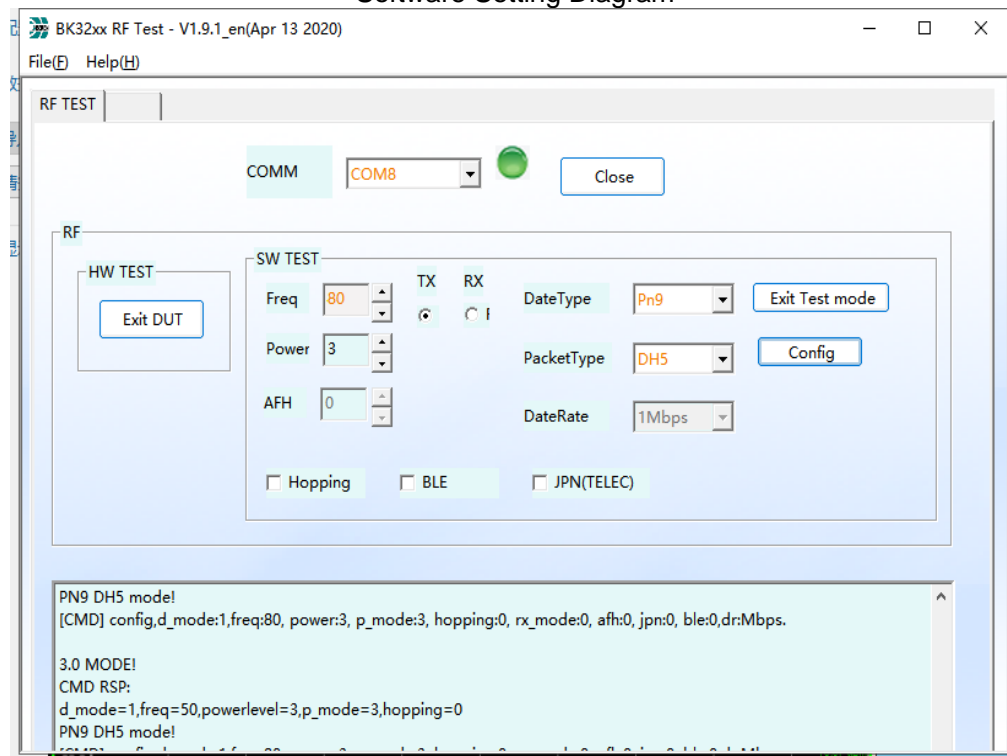 Software Setting Diagram
BK32xx RF Test - V1.9.1_en(Apr 13 2020)
File(F) Help(H)
RF TEST
COMM COM8 Close
RF
HW TEST
Exit DUT
SW TEST
Freq 80 TX RX DateType Pn9 Exit Test mode
Power 3 PacketType DH5 Config
AFH 0 DateRate 1Mbps
Hopping BLE JPN(TELEC)
PN9 DH5 mode!
[CMD] config,d_mode:1,freq:80, power:3, p_mode:3, hopping:0, rx_mode:0, afh:0, jpn:0, ble:0,dr:Mbps.
3.0 MODE!
CMD RSP:
d_mode=1,freq=50,powerlevel=3,p_mode=3,hopping=0
PN9 DH5 mode!